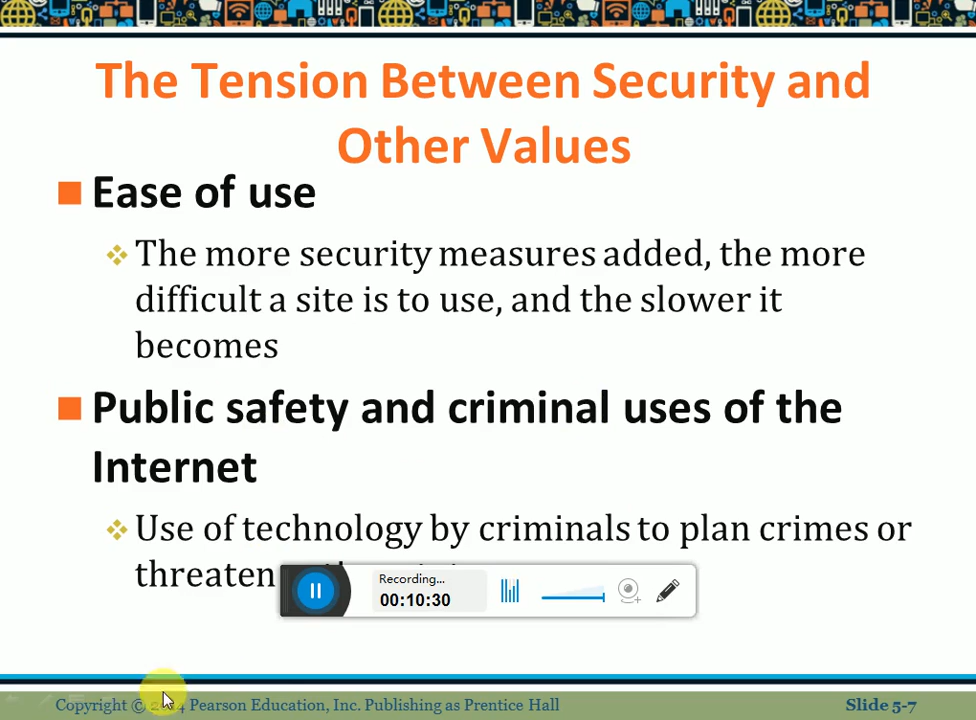 The Tension Between Security and
Other Values
Ease of use
The more security measures added, the more
difficult a site is to use, and the slower it
becomes
Public safety and criminal uses of the
Internet
Use of technology by criminals to plan crimes or
threaten
Recording...
00:10:30
Copyright © Pearson Education, Inc. Publishing as Prentice Hall
Slide 5-7